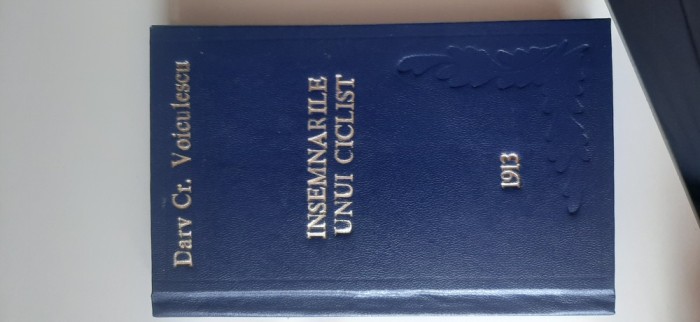 Darv Cr. Voiculescu
INSEMNARILE
UNUI CICLIST
1913